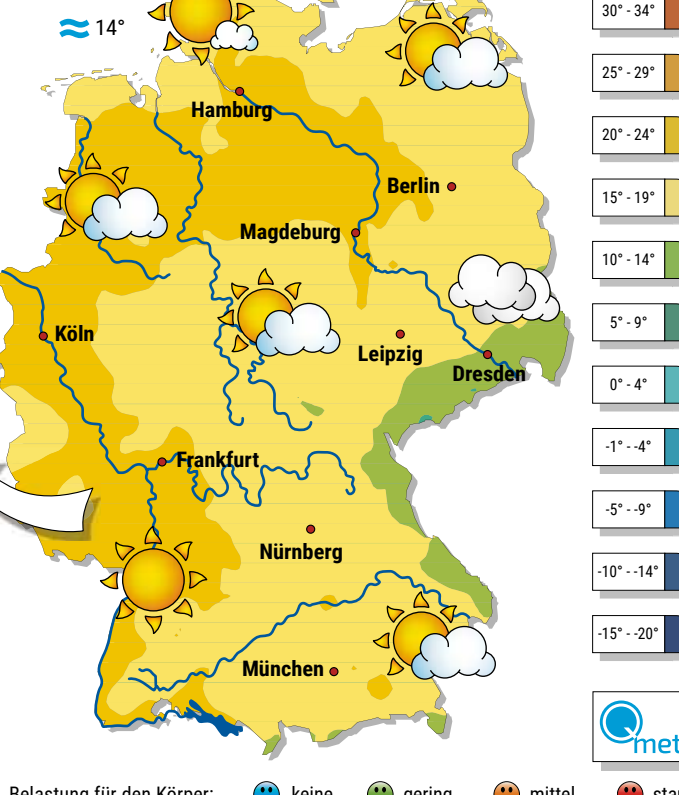 14°
Hamburg
Berlin
Magdeburg
Köln
Leipzig
Dresden
Frankfurt
Nürnberg
München
30° - 34°
25° - 29°
20° - 24°
15° - 19°
10° - 14°
5° - 9°
0° - 4°
-1° - -4°
-5° - -9°
-10° - -14°
-15° - -20°
met
Belastung für den Körper: keine gering mittel